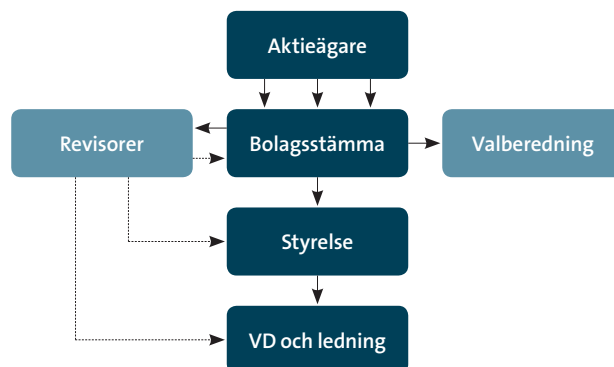 Aktieägare
Revisorer
Bolagsstämma
Valberedning
Styrelse
VD och ledning